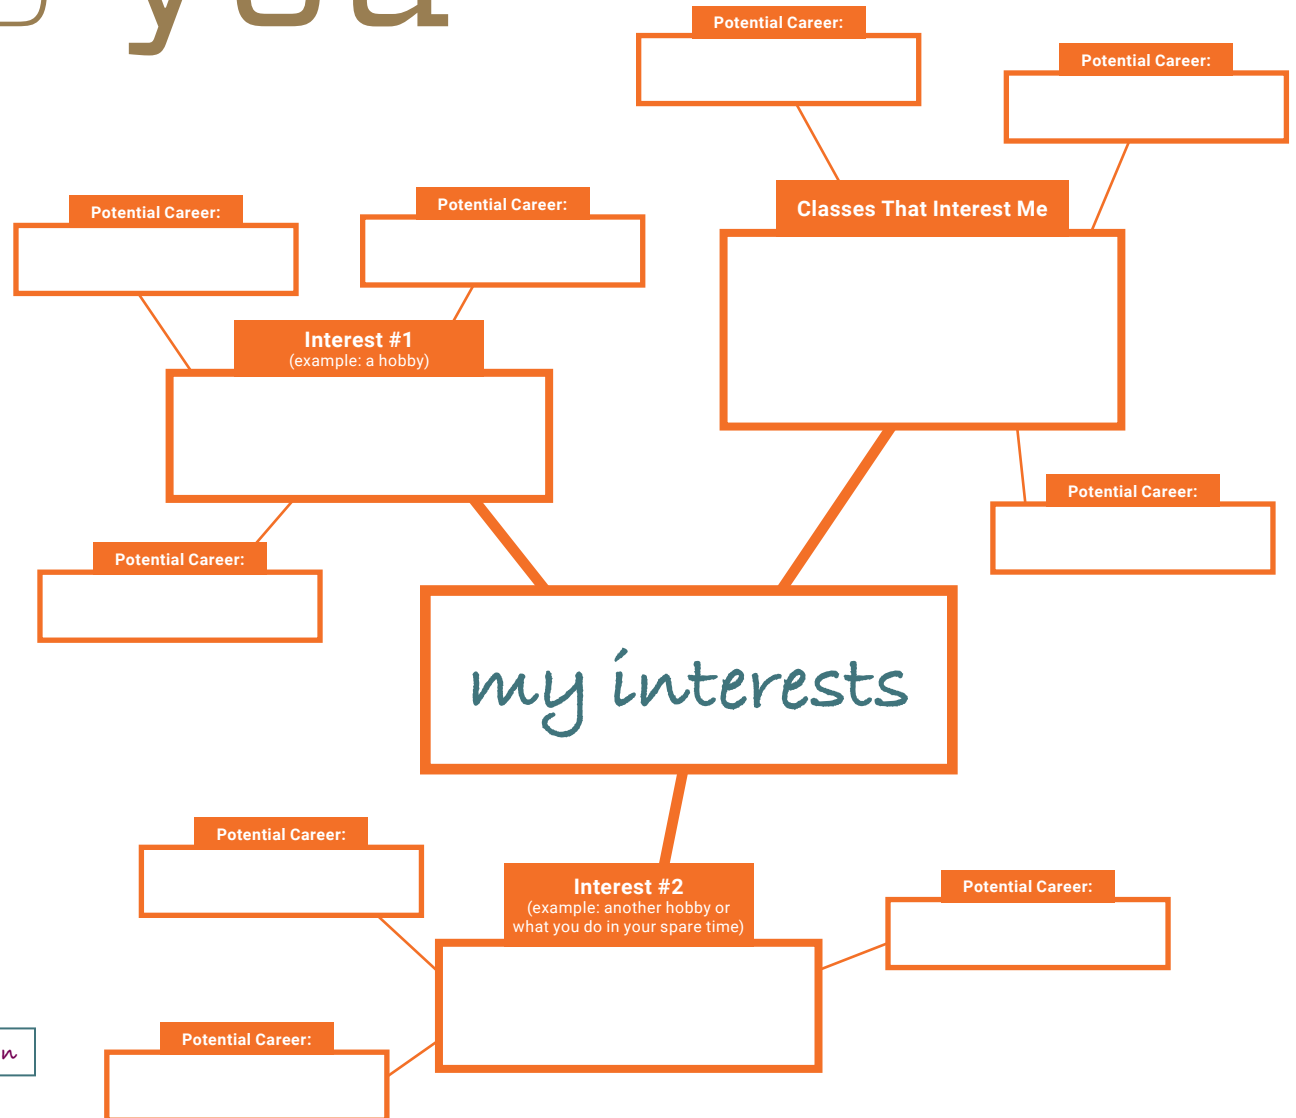 you
Potential Career:
Potential Career:
Classes That Interest Me
Potential Career:
Potential Career:
Interest #1
(example: a hobby)
Potential Career:
Potential Career:
my interests
Potential Career:
Interest #2
(example: another hobby or
what you do in your spare time)
Potential Career:
Potential Career: